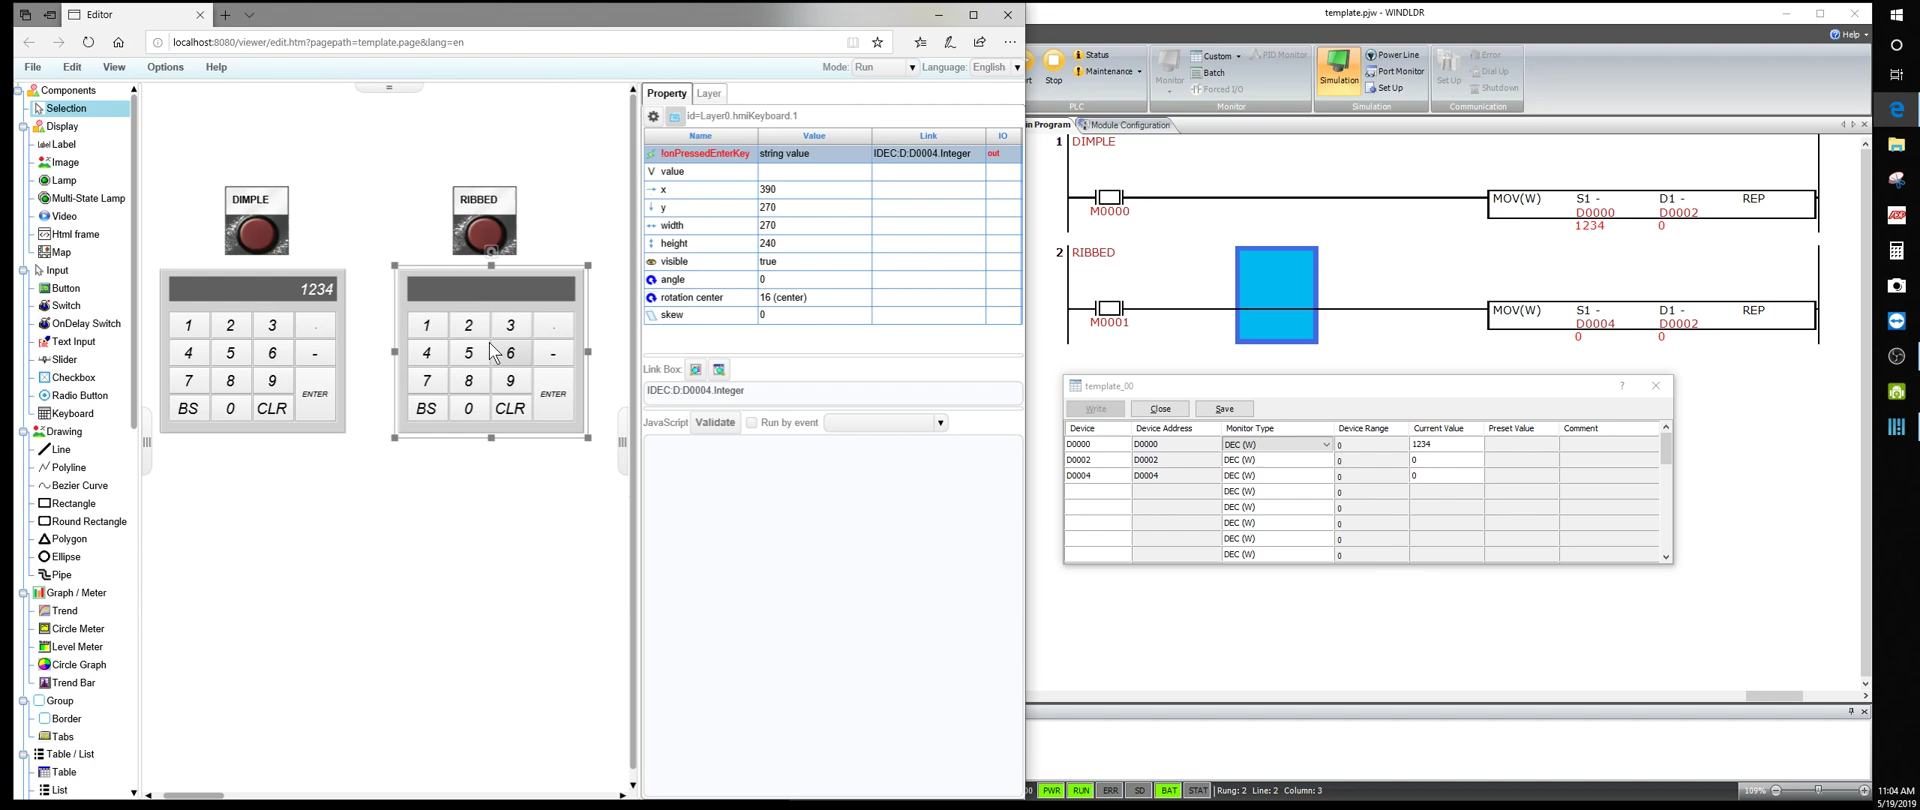 Editor
localhost:8080/viewer/edit.htm?pagepath=template.page&lang=en
File Edit View Options Help
Mode: Run Language: English
Components
Selection
Display
Label
Image
Lamp
Multi-State Lamp
Video
Html frame
Map
Input
Button
Switch
OnDelay Switch
Text Input
Slider
Checkbox
Radio Button
Keyboard
Drawing
Line
Polyline
Bezier Curve
Rectangle
Round Rectangle
Polygon
Ellipse
Pipe
Graph / Meter
Trend
Circle Meter
Level Meter
Circle Graph
Trend Bar
Group
Border
Tabs
Table / List
Table
List
DIMPLE
1234
1 2 3 .
4 5 6 -
7 8 9 ENTER
BS 0 CLR
RIBBED
1 2 3 .
4 5 6 -
7 8 9 ENTER
BS 0 CLR
Property Layer
id=Layer0.hmiKeyboard.1
Name Value Link IO
!onPressedEnterKey string value IDEC:D:D0004.Integer out
V value
x 390
y 270
width 270
height 240
visible true
angle 0
rotation center 16 (center)
skew 0
Link Box:
IDEC:D:D0004.Integer
JavaScript Validate Run by event
template.pjw - WINDLDR
Help
Stop
Status
Maintenance
PLC
Monitor
Custom
PID Monitor
Batch
Forced I/O
Monitor
Simulation
Power Line
Port Monitor
Set Up
Simulation
Set Up
Error
Dial Up
Shutdown
Communication
in Program Module Configuration
1 DIMPLE
M0000
MOV(W) S1 - D1 - REP
D0000 D0002
1234 0
2 RIBBED
M0001
MOV(W) S1 - D1 - REP
D0004 D0002
0 0
template_00 ?
Write Close Save
Device Device Address Monitor Type Device Range Current Value Preset Value Comment
D0000 D0000 DEC (W) 0 1234
D0002 D0002 DEC (W) 0 0
D0004 D0004 DEC (W) 0 0
DEC (W) 0
DEC (W) 0
DEC (W) 0
DEC (W) 0
DEC (W) 0
PWR RUN ERR SD BAT STAT Rung: 2 Line: 2 Column: 3
109%
11:04 AM
5/19/2019